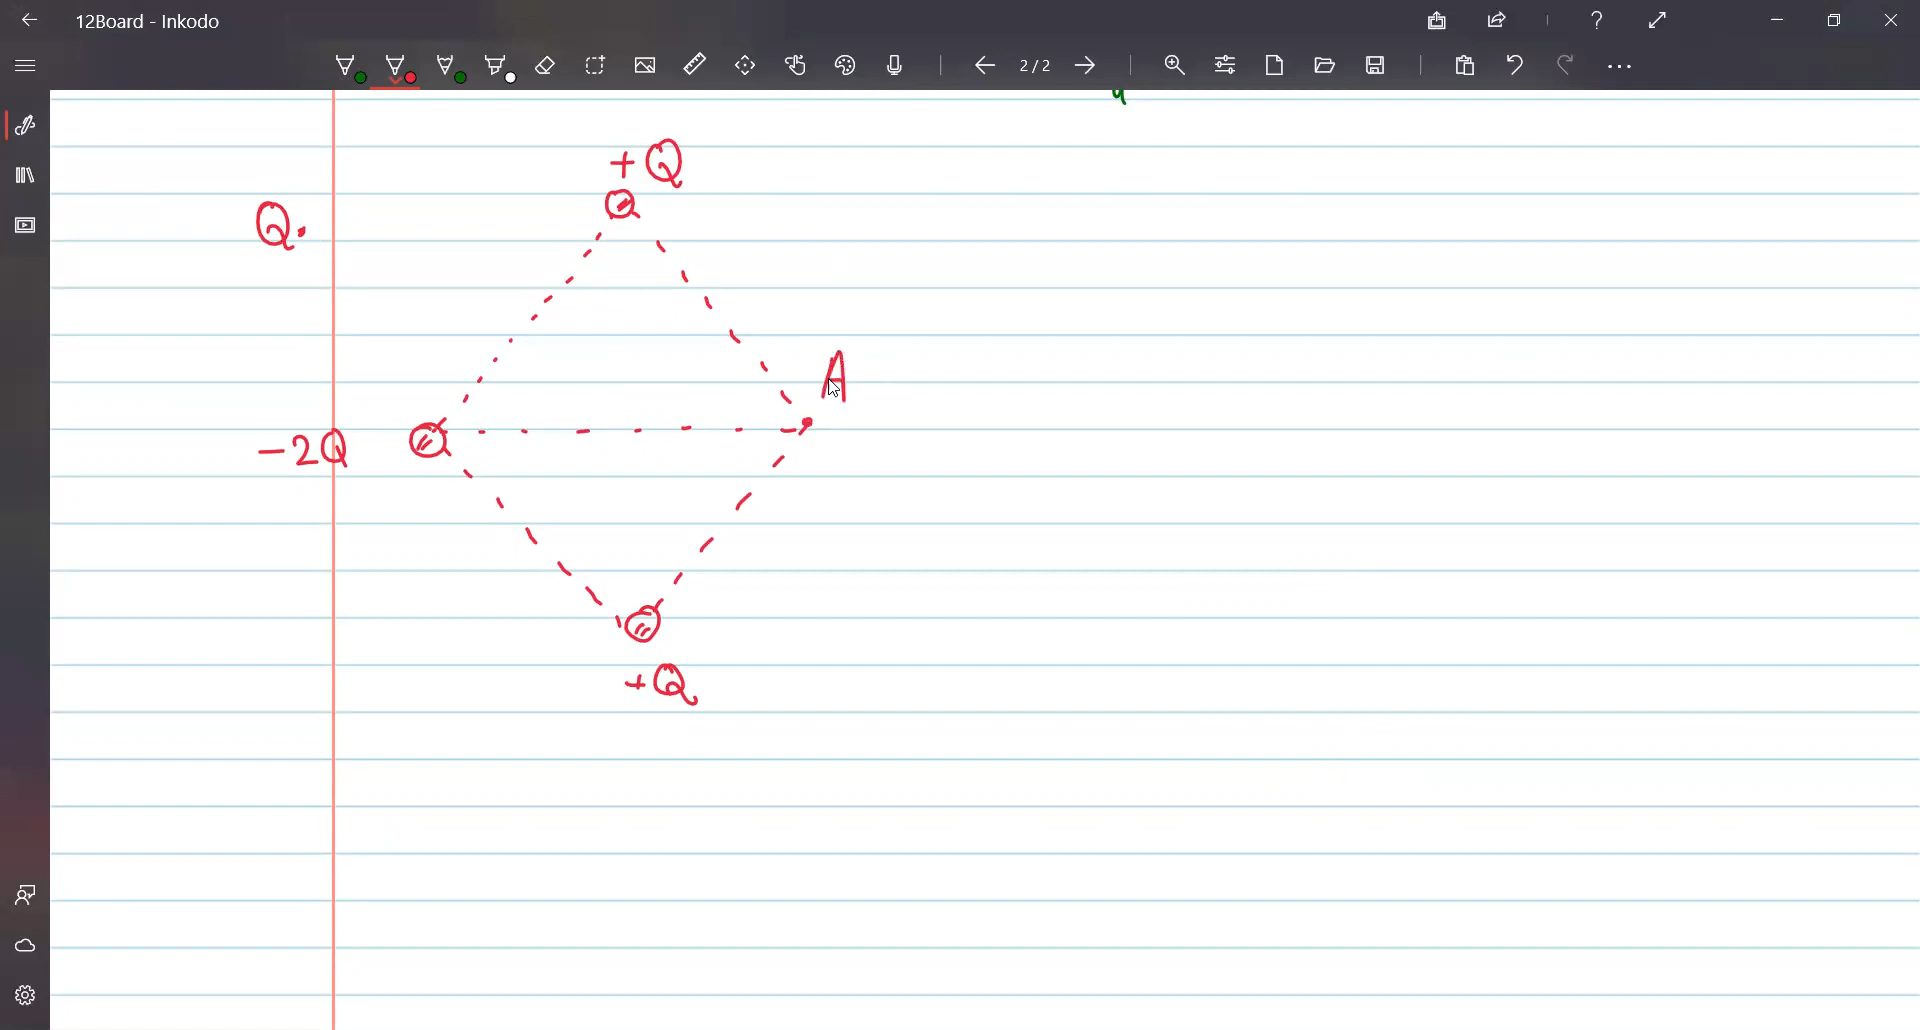 12Board - Inkodo
2 / 2
+Q
Q.
A
-2Q
+Q